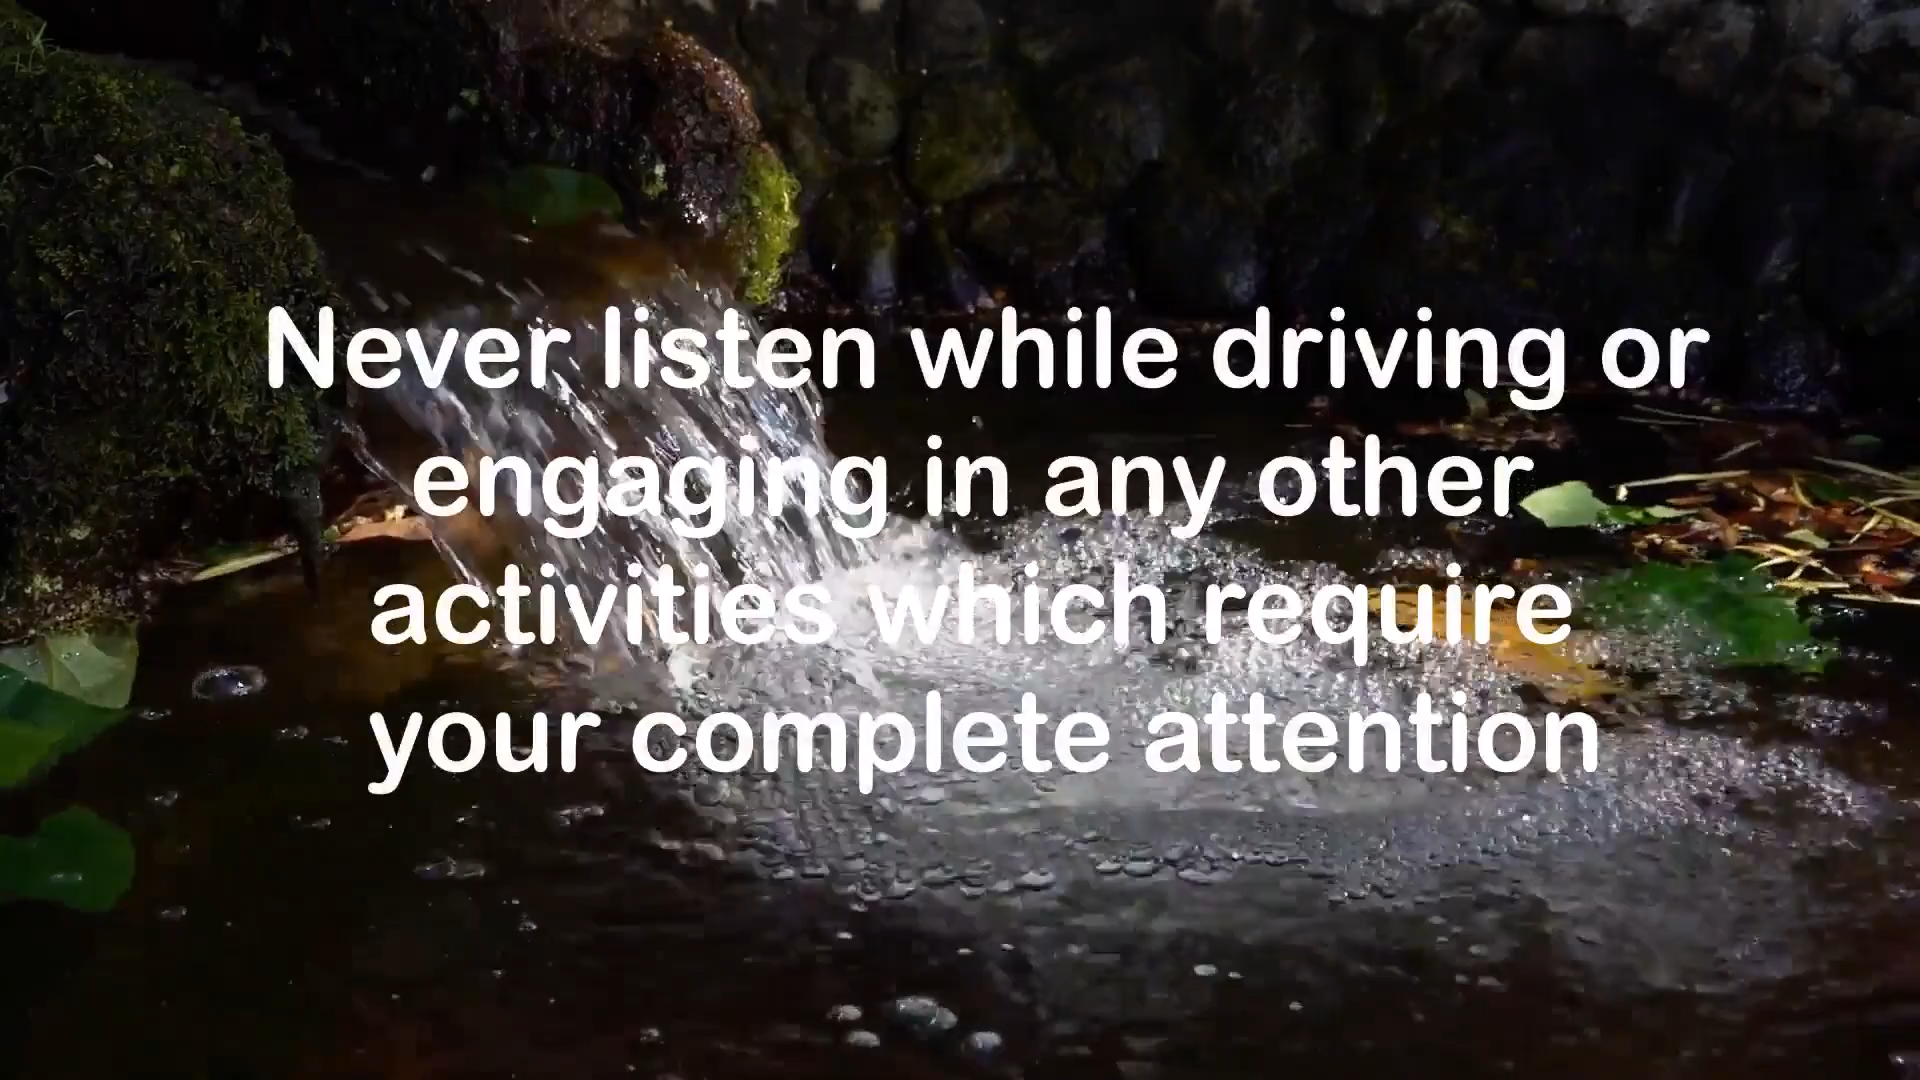 Never listen while driving or
engaging in any other
activities which require
your complete attention